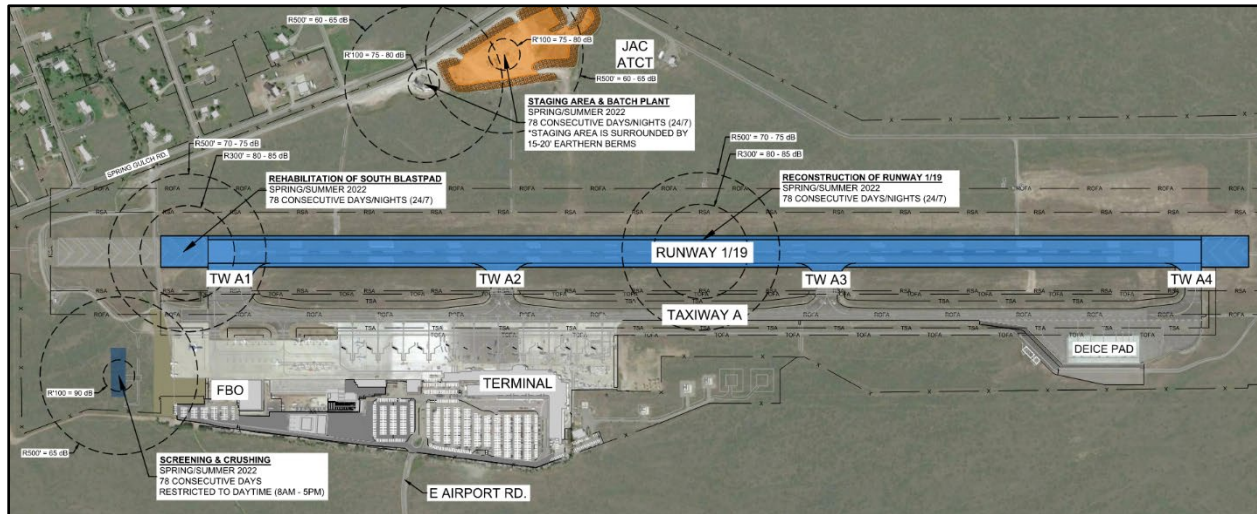 R500' = 60 - 65 dB
R'100 = 75 - 80 dB
R'100 = 75 - 80 dB
JAC
ATCT
R500' = 60 - 65 dB
STAGING AREA & BATCH PLANT
SPRING/SUMMER 2022
78 CONSECUTIVE DAYS/NIGHTS (24/7)
*STAGING AREA IS SURROUNDED BY
15-20' EARTHERN BERMS
SPRING GULCH RD.
R500' = 70 - 75 dB
R300' = 80 - 85 dB
REHABILITATION OF SOUTH BLASTPAD
SPRING/SUMMER 2022
78 CONSECUTIVE DAYS/NIGHTS (24/7)
R500' = 70 - 75 dB
R300' = 80 - 85 dB
RECONSTRUCTION OF RUNWAY 1/19
SPRING/SUMMER 2022
78 CONSECUTIVE DAYS/NIGHTS (24/7)
ROFA
RSA
RUNWAY 1/19
TW A1
TW A2
TW A3
TW A4
RSA
TOFA
TSA
ROFA
TAXIWAY A
TSA
TOFA
DEICE PAD
FBO
TERMINAL
R'100 = 90 dB
R500' = 65 dB
SCREENING & CRUSHING
SPRING/SUMMER 2022
78 CONSECUTIVE DAYS
RESTRICTED TO DAYTIME (8AM - 5PM)
E AIRPORT RD.